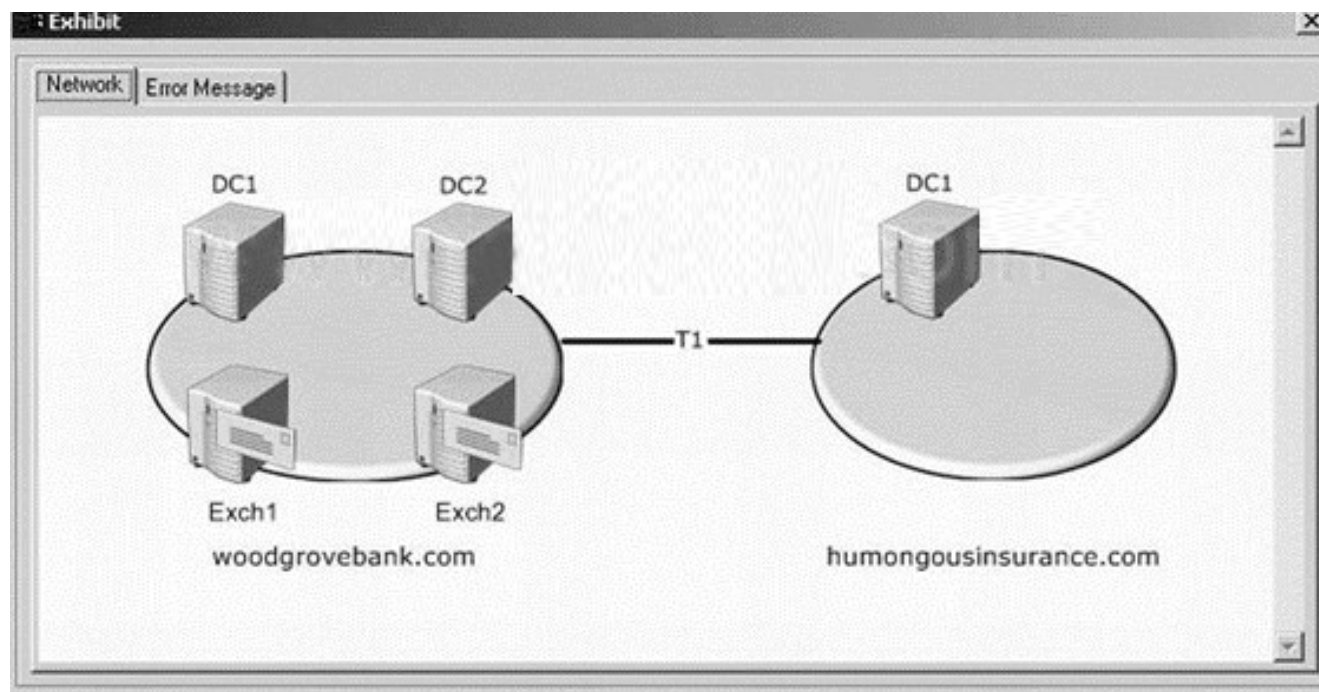 Exhibit
Network
Error Message
DC1
DC2
DC1
T1
Exch1
Exch2
woodgrovebank.com
humongousinsurance.com